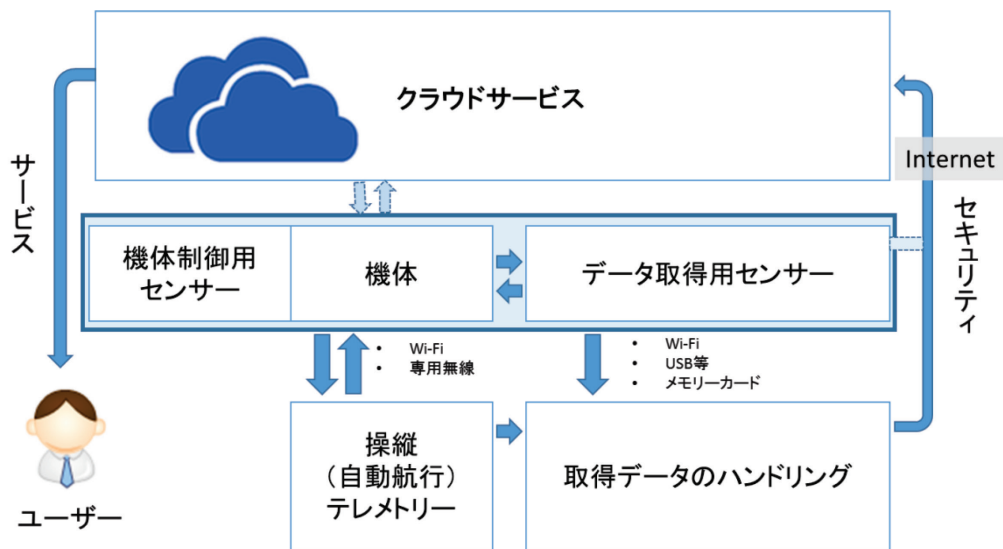 クラウドサービス
サービス
Internet
セキュリティ
機体制御用
センサー
機体
データ取得用センサー
• Wi-Fi
• 専用無線
• Wi-Fi
• USB等
• メモリーカード
操縦
（自動航行）
テレメトリー
取得データのハンドリング
ユーザー